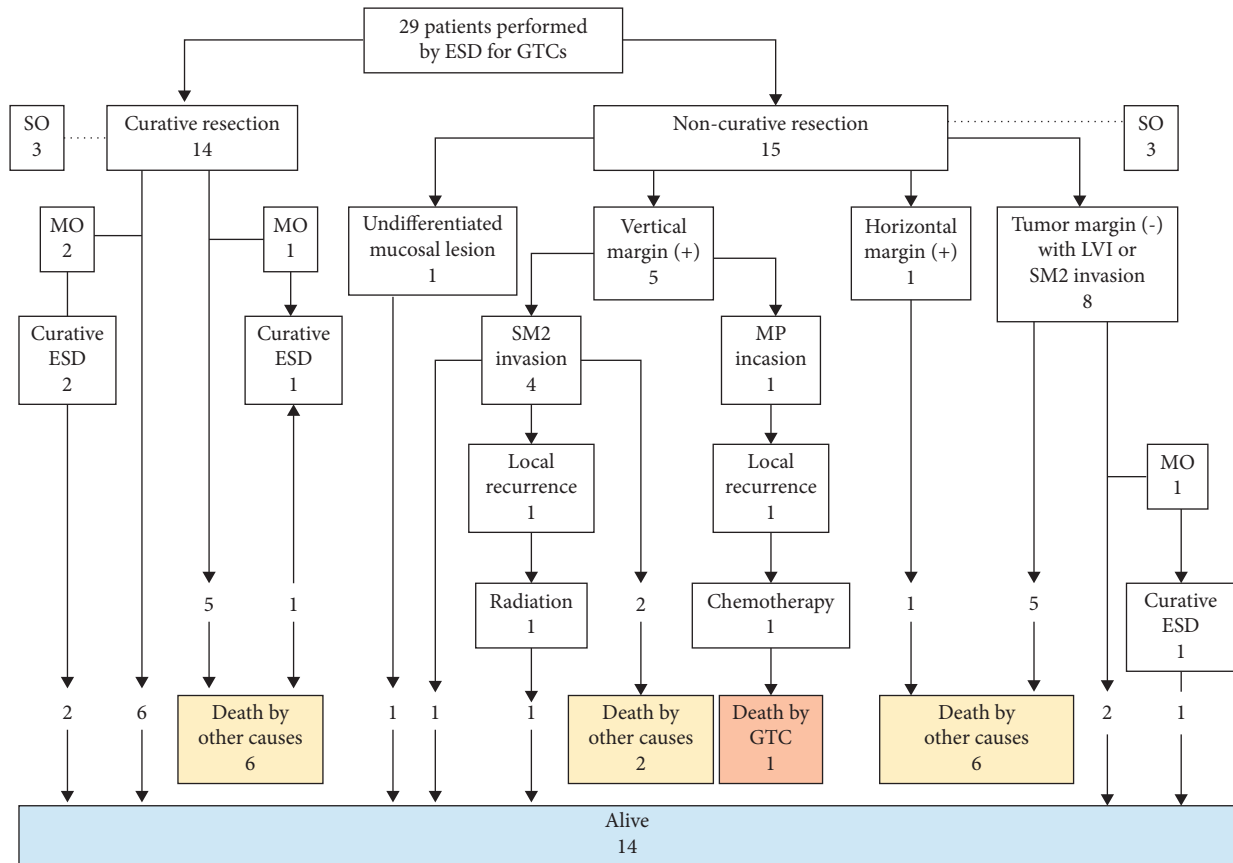 29 patients performed
by ESD for GTCs
SO
3
Curative resection
14
Non-curative resection
15
SO
3
MO
2
MO
1
Undifferentiated
mucosal lesion
1
Vertical
margin (+)
5
Horizontal
margin (+)
1
Tumor margin (-)
with LVI or
SM2 invasion
8
Curative
ESD
2
Curative
ESD
1
SM2
invasion
4
MP
incasion
1
Local
recurrence
1
Local
recurrence
1
MO
1
5
1
Radiation
1
2
Chemotherapy
1
1
5
Curative
ESD
1
2
6
Death by
other causes
6
1
1
1
Death by
other causes
2
Death by
GTC
1
Death by
other causes
6
2
1
Alive
14